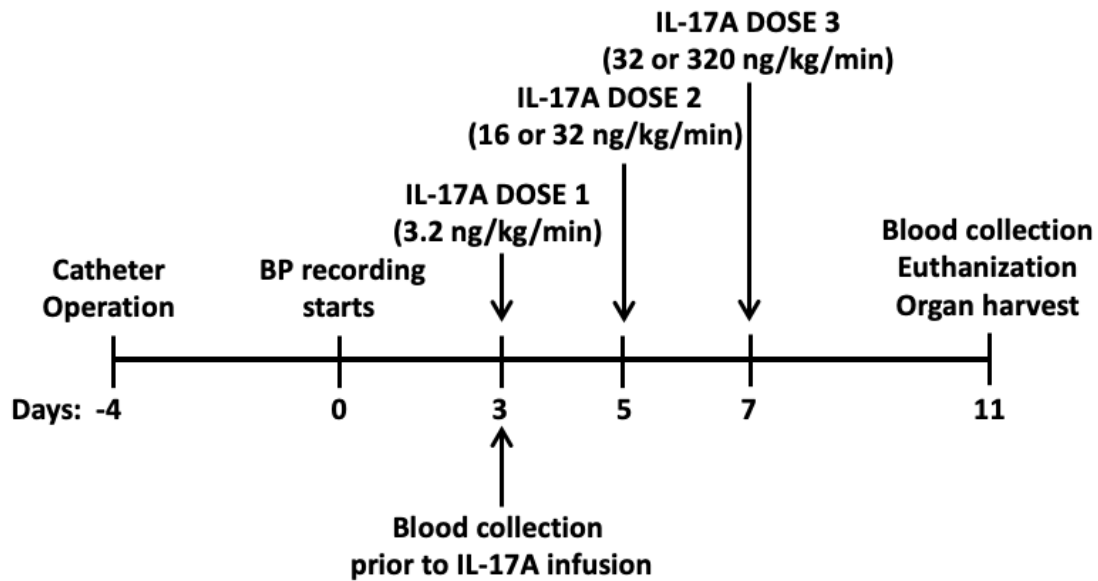 IL-17A DOSE 3
(32 or 320 ng/kg/min)
IL-17A DOSE 2
(16 or 32 ng/kg/min)
IL-17A DOSE 1
(3.2 ng/kg/min)
Catheter
Operation
BP recording
starts
Blood collection
Euthanization
Organ harvest
Days: -4 0 3 5 7 11
Blood collection
prior to IL-17A infusion